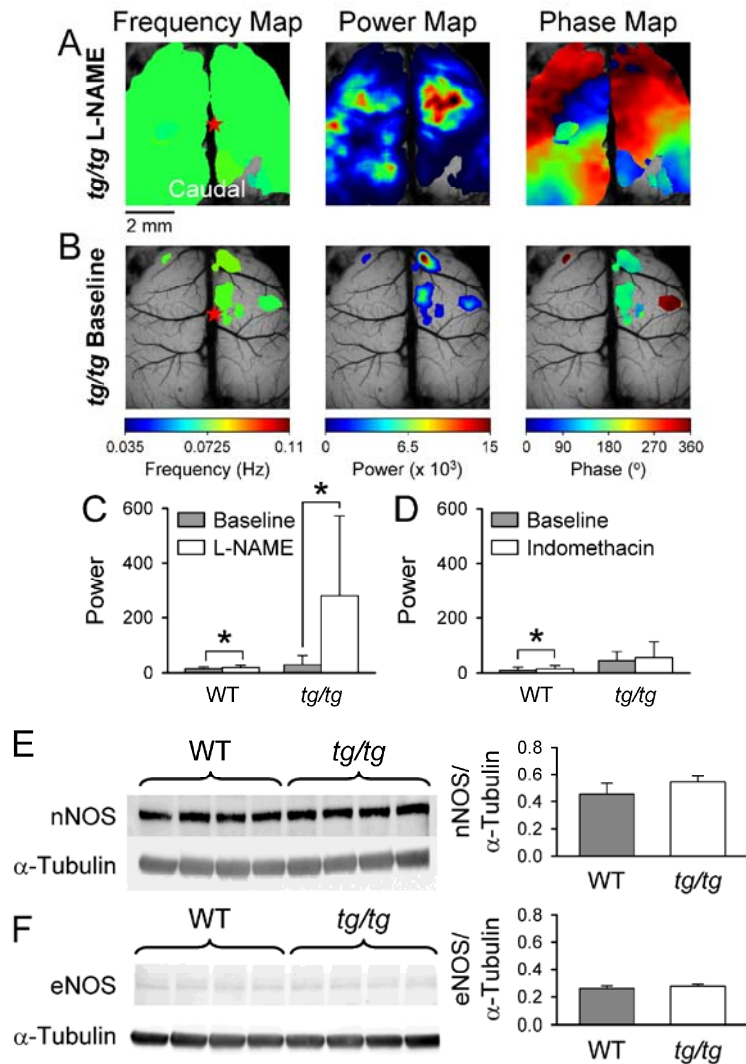 Frequency Map Power Map Phase Map
A
tg/tg L-NAME
Caudal
2 mm
B
tg/tg Baseline
0.035 0.0725 0.11
Frequency (Hz)
0 6.5 15
Power (x 10³)
0 90 180 270 360
Phase (º)
C
Power
600
400
200
0
Baseline
L-NAME
*
*
WT tg/tg
D
Power
600
400
200
0
Baseline
Indomethacin
*
WT tg/tg
E
WT tg/tg
nNOS
α-Tubulin
nNOS/
α-Tubulin
0.8
0.6
0.4
0.2
0.0
WT tg/tg
F
WT tg/tg
eNOS
α-Tubulin
eNOS/
α-Tubulin
0.8
0.6
0.4
0.2
0.0
WT tg/tg